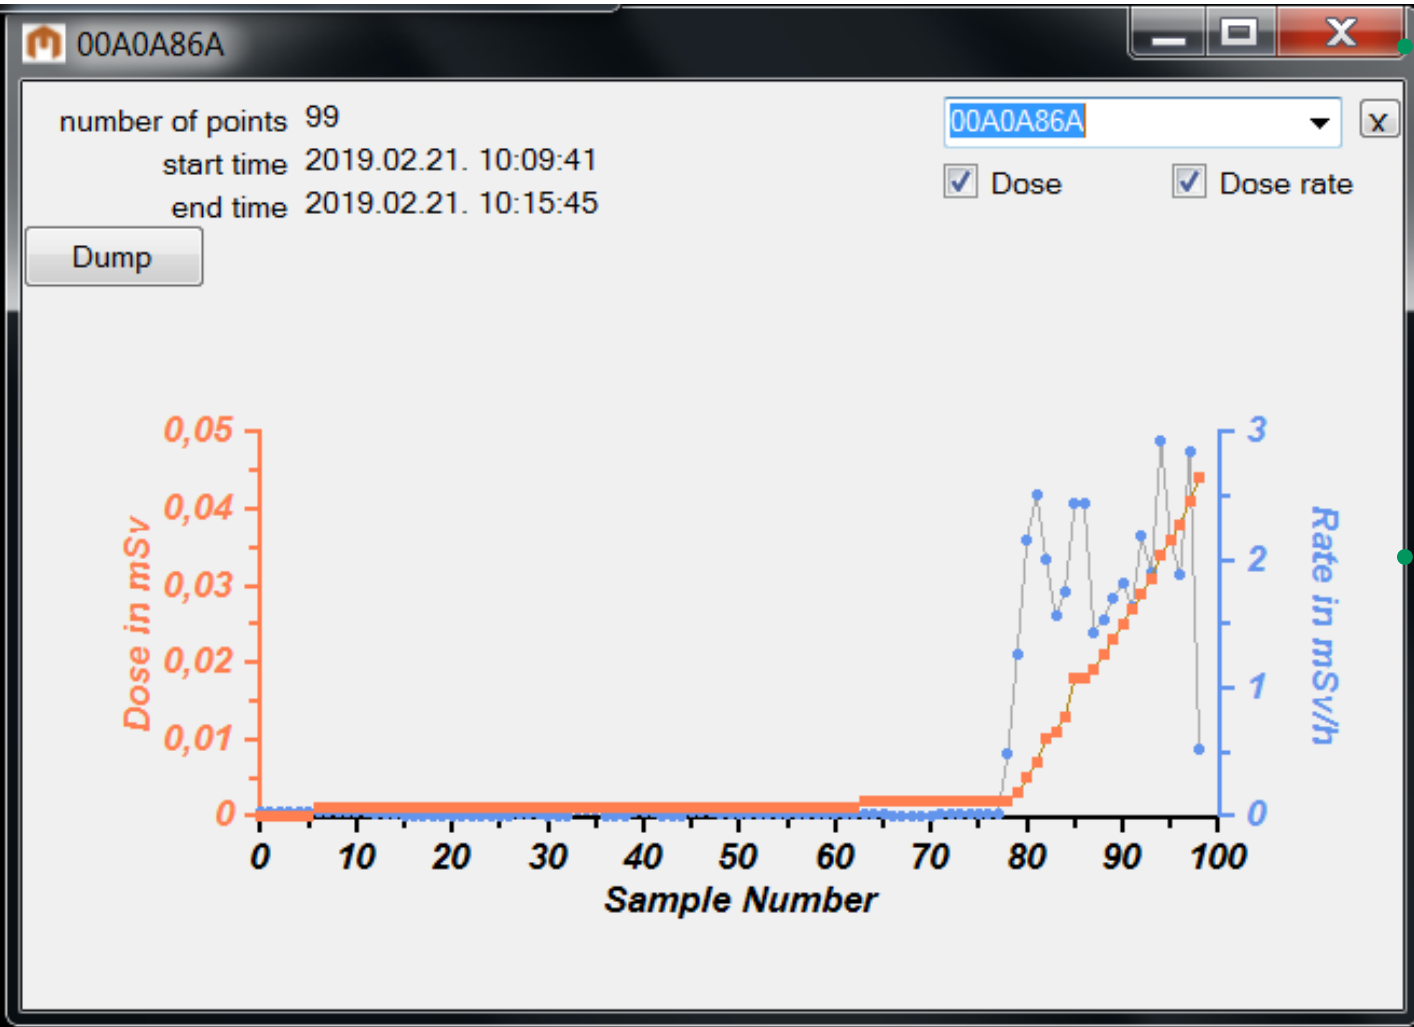 00A0A86A
number of points 99
00A0A86A
x
start time 2019.02.21. 10:09:41
Dose
Dose rate
end time 2019.02.21. 10:15:45
Dump
0,05
0,04
0,03
0,02
0,01
0
Dose in mSv
3
2
1
0
Rate in mSv/h
0 10 20 30 40 50 60 70 80 90 100
Sample Number